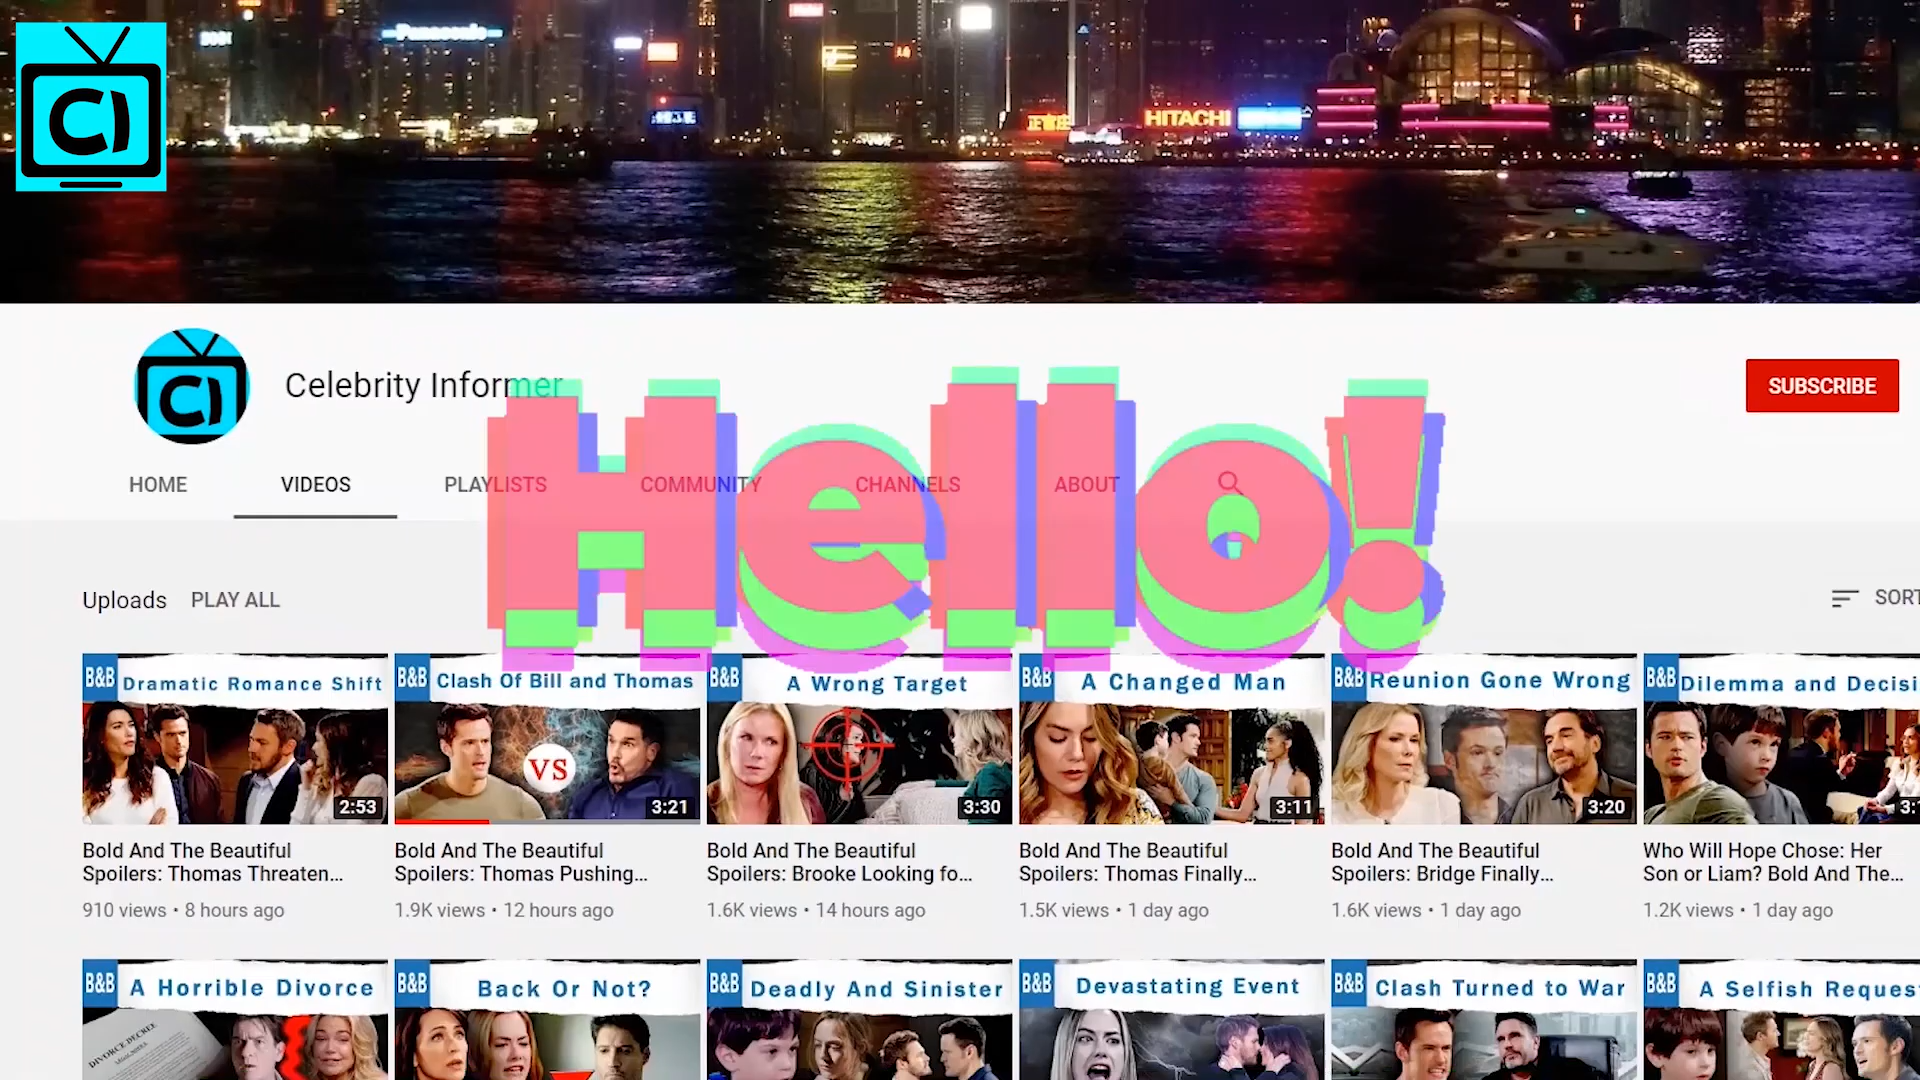 Panasonic
正官庄
HITACHI
CI
CI
Celebrity Informer
SUBSCRIBE
Hello!
HOME
VIDEOS
PLAYLISTS
COMMUNITY
CHANNELS
ABOUT
Uploads
PLAY ALL
SORT
B&B Dramatic Romance Shift
2:53
B&B Clash Of Bill and Thomas
VS
3:21
B&B A Wrong Target
3:30
B&B A Changed Man
3:11
B&B Reunion Gone Wrong
3:20
B&B Dilemma and Decisi
3:1
Bold And The Beautiful
Spoilers: Thomas Threaten...
910 views • 8 hours ago
Bold And The Beautiful
Spoilers: Thomas Pushing...
1.9K views • 12 hours ago
Bold And The Beautiful
Spoilers: Brooke Looking fo...
1.6K views • 14 hours ago
Bold And The Beautiful
Spoilers: Thomas Finally...
1.5K views • 1 day ago
Bold And The Beautiful
Spoilers: Bridge Finally...
1.6K views • 1 day ago
Who Will Hope Chose: Her
Son or Liam? Bold And The...
1.2K views • 1 day ago
B&B A Horrible Divorce
DIVORCE DECREE
B&B Back Or Not?
B&B Deadly And Sinister
B&B Devastating Event
B&B Clash Turned to War
B&B A Selfish Reques